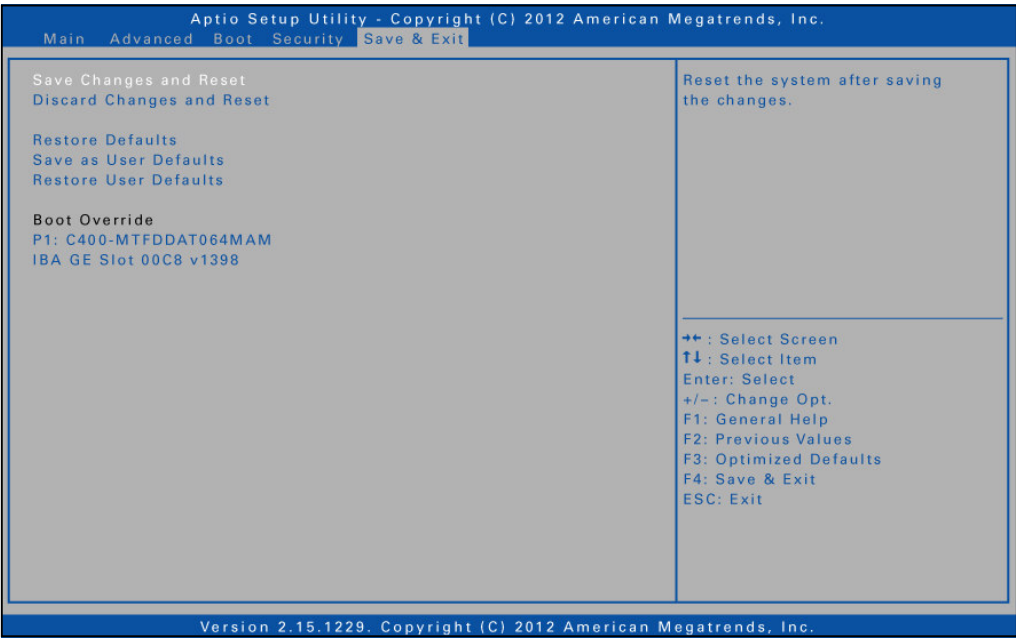 Aptio Setup Utility - Copyright (C) 2012 American Megatrends, Inc.
Main Advanced Boot Security Save & Exit
Save Changes and Reset
Discard Changes and Reset
Restore Defaults
Save as User Defaults
Restore User Defaults
Boot Override
P1: C400-MTFDDAT064MAM
IBA GE Slot 00C8 v1398
Reset the system after saving
the changes.
→←: Select Screen
↑↓: Select Item
Enter: Select
+/–: Change Opt.
F1: General Help
F2: Previous Values
F3: Optimized Defaults
F4: Save & Exit
ESC: Exit
Version 2.15.1229. Copyright (C) 2012 American Megatrends, Inc.